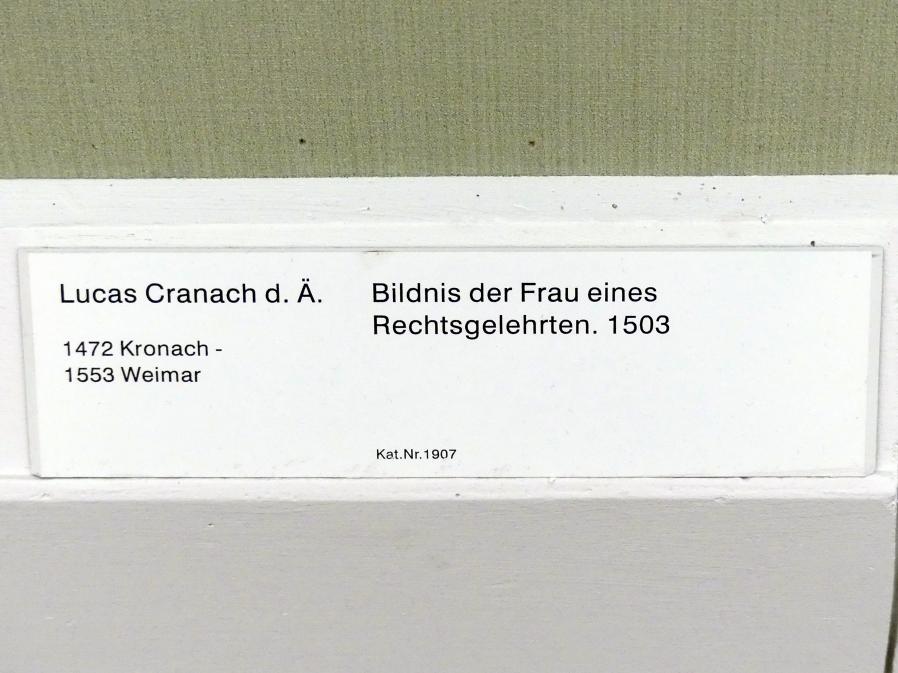 Lucas Cranach d. Ä.
1472 Kronach -
1553 Weimar
Bildnis der Frau eines
Rechtsgelehrten. 1503
Kat.Nr.1907